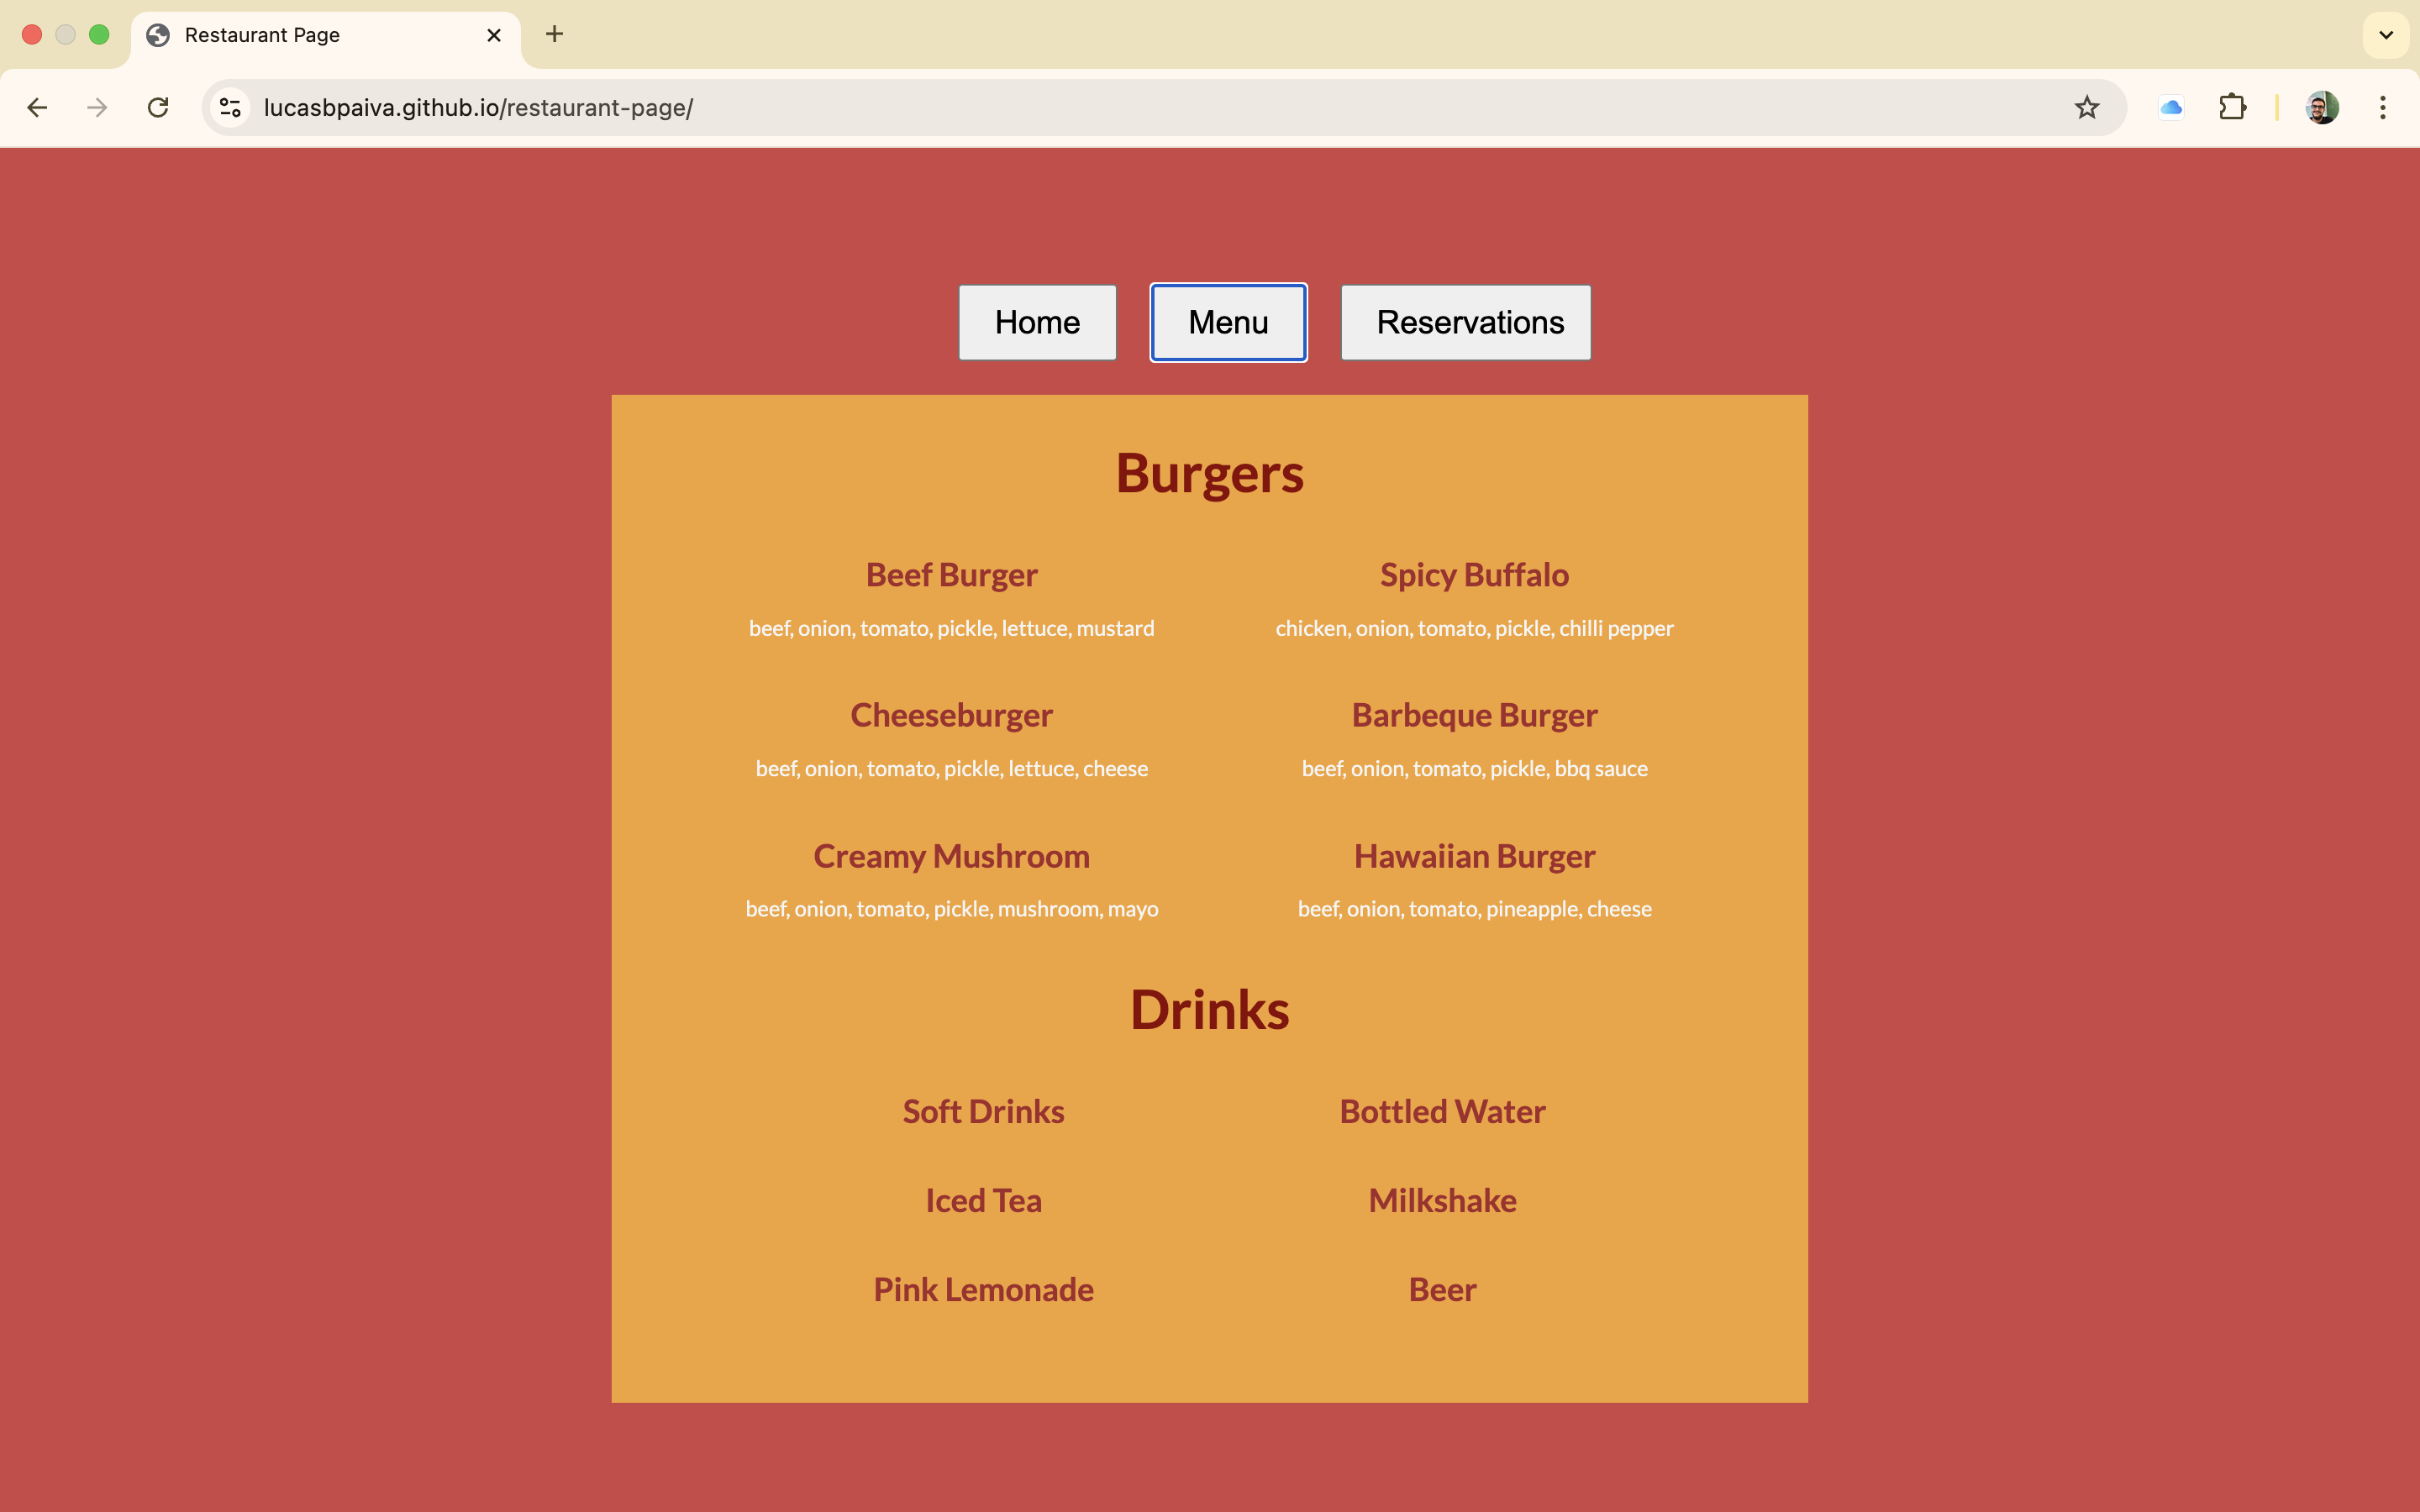 Restaurant Page
lucasbpaiva.github.io/restaurant-page/
Home Menu Reservations
Burgers
Beef Burger Spicy Buffalo
beef, onion, tomato, pickle, lettuce, mustard chicken, onion, tomato, pickle, chilli pepper
Cheeseburger Barbeque Burger
beef, onion, tomato, pickle, lettuce, cheese beef, onion, tomato, pickle, bbq sauce
Creamy Mushroom Hawaiian Burger
beef, onion, tomato, pickle, mushroom, mayo beef, onion, tomato, pineapple, cheese
Drinks
Soft Drinks Bottled Water
Iced Tea Milkshake
Pink Lemonade Beer